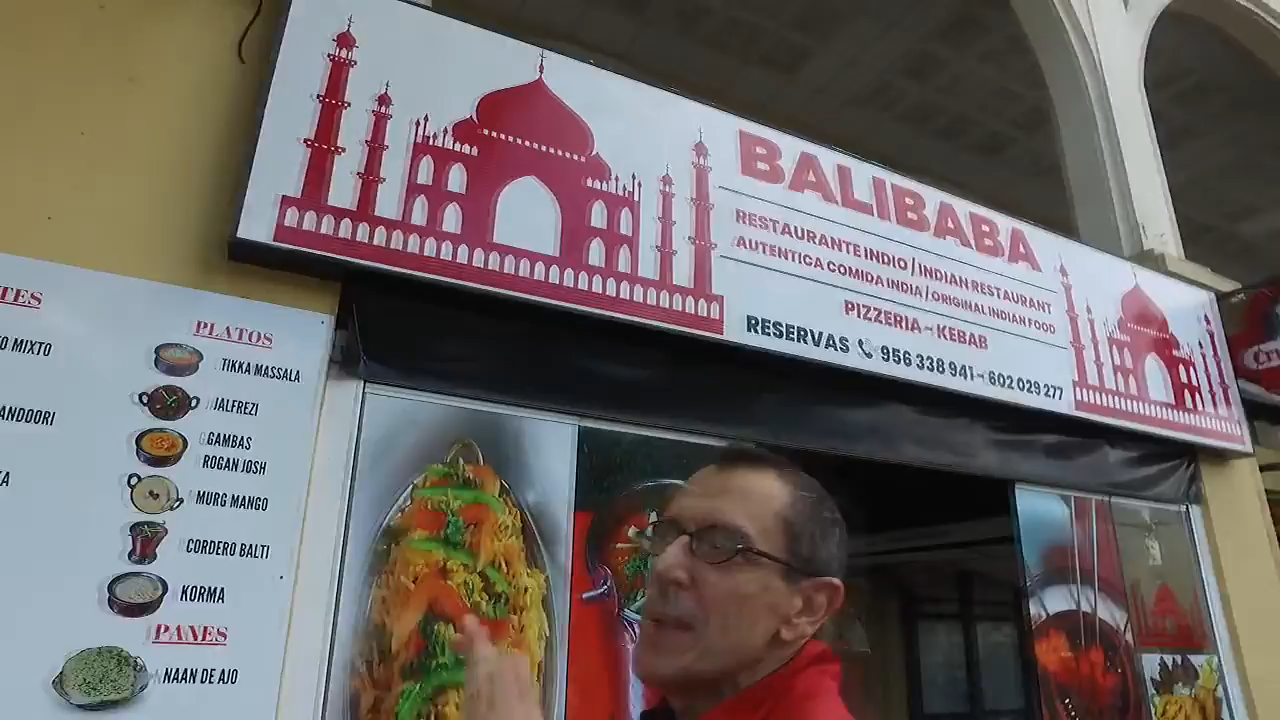 BALIBABA
RESTAURANTE INDIO / INDIAN RESTAURANT
AUTENTICA COMIDA INDIA / ORIGINAL INDIAN FOOD
PIZZERIA - KEBAB
RESERVAS 956 338 941 - 602 029 277
TES
O MIXTO
ANDOORI
PLATOS
TIKKA MASSALA
JALFREZI
GAMBAS
ROGAN JOSH
MURG MANGO
CORDERO BALTI
KORMA
PANES
NAAN DE AJO